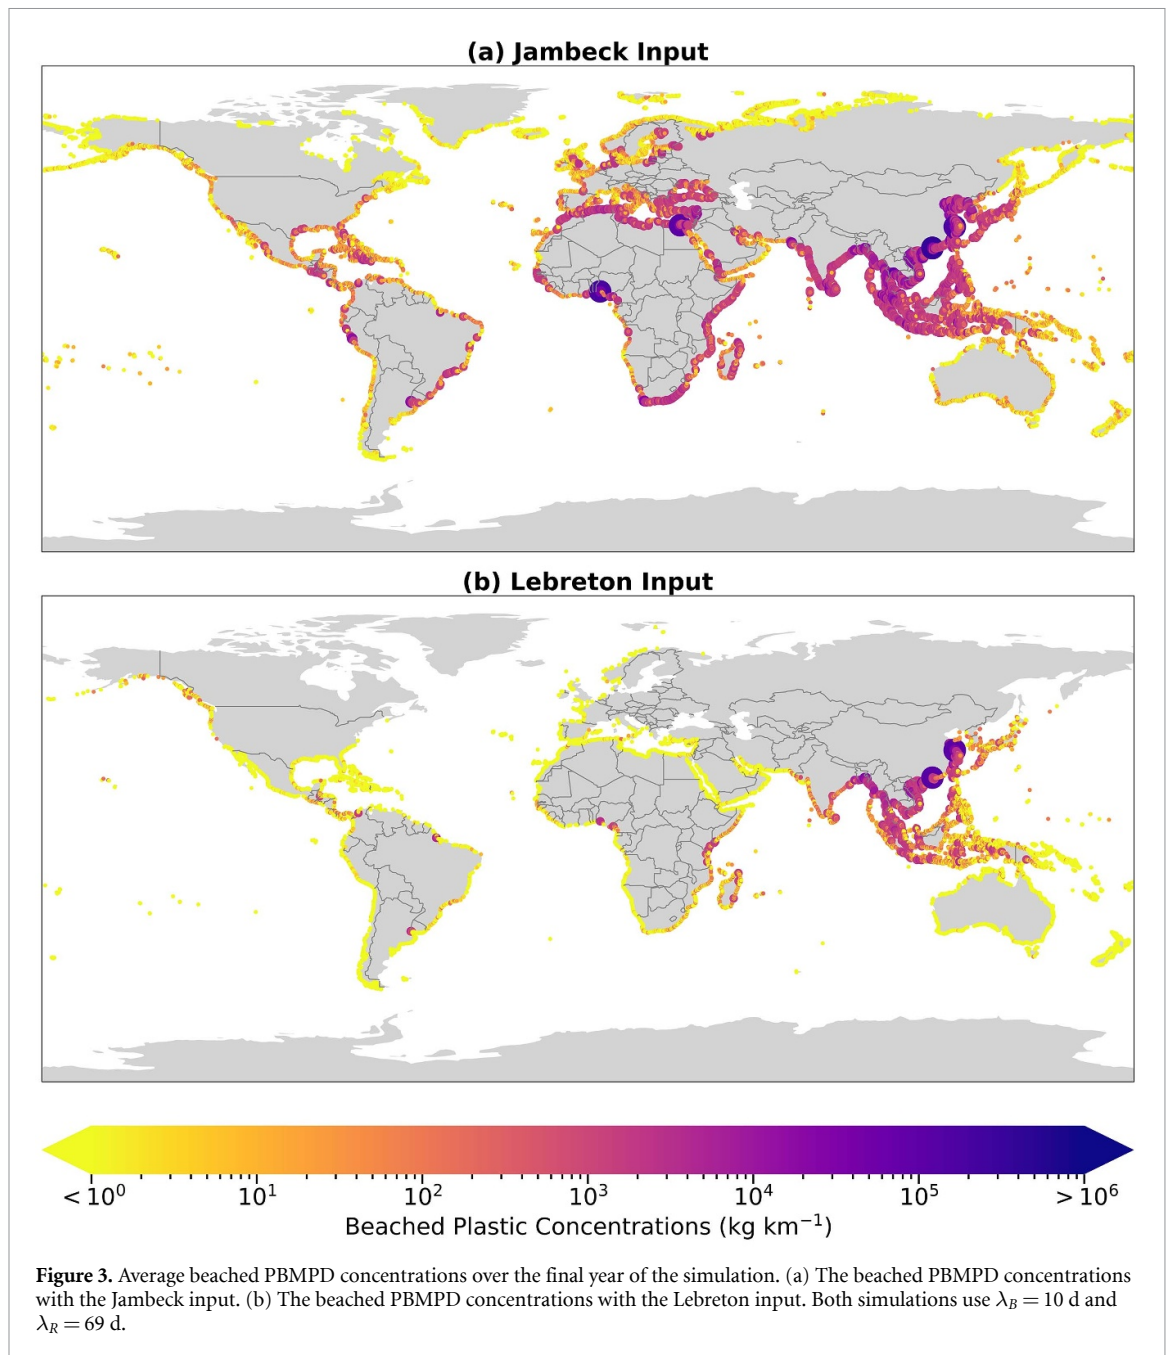 (a) Jambeck Input
(b) Lebreton Input
< 10⁰ 10¹ 10² 10³ 10⁴ 10⁵ > 10⁶
Beached Plastic Concentrations (kg km⁻¹)
Figure 3. Average beached PBMPD concentrations over the final year of the simulation. (a) The beached PBMPD concentrations
with the Jambeck input. (b) The beached PBMPD concentrations with the Lebreton input. Both simulations use λ_B = 10 d and
λ_R = 69 d.